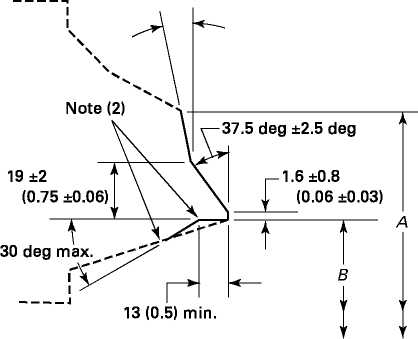 Note (2)
37.5 deg ±2.5 deg
19 ±2
(0.75 ±0.06)
1.6 ±0.8
(0.06 ±0.03)
A
B
30 deg max.
13 (0.5) min.